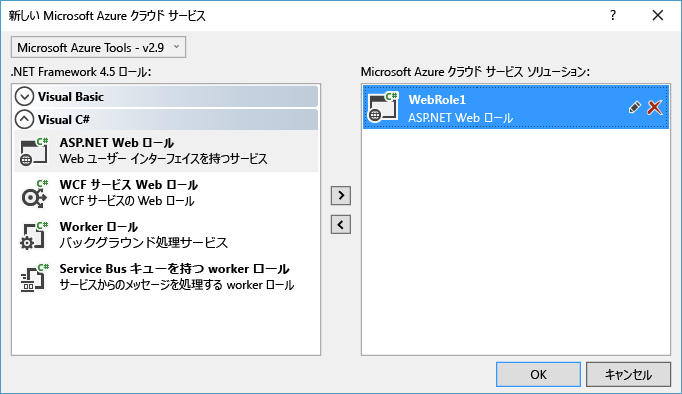 新しい Microsoft Azure クラウド サービス
Microsoft Azure Tools - v2.9
.NET Framework 4.5 ロール:
Visual Basic
Visual C#
C#
ASP.NET Web ロール
Web ユーザー インターフェイスを持つサービス
C#
WCF サービス Web ロール
WCF サービスの Web ロール
C#
Worker ロール
バックグラウンド処理サービス
C#
Service Bus キューを持つ worker ロール
サービスからのメッセージを処理する worker ロール
Microsoft Azure クラウド サービス ソリューション:
C#
WebRole1
ASP.NET Web ロール
OK
キャンセル